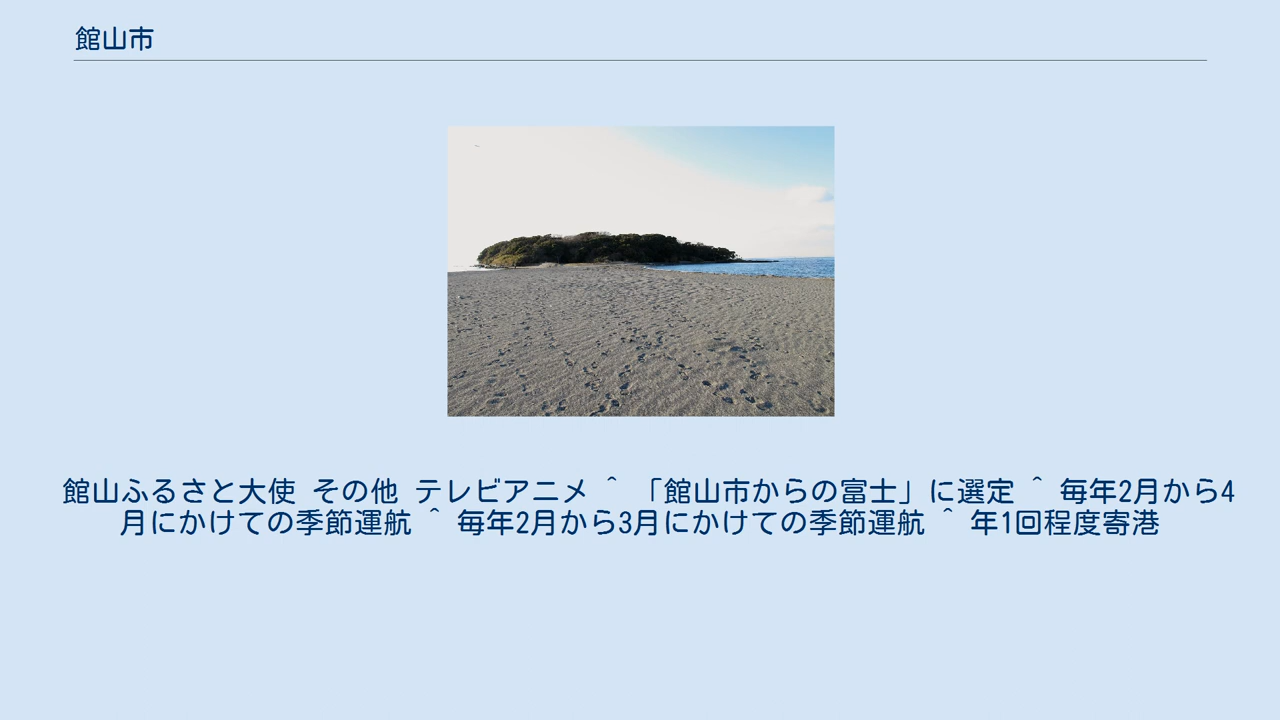 館山市
館山ふるさと大使 その他 テレビアニメ ^ 「館山市からの富士」に選定 ^ 毎年2月から4
月にかけての季節運航 ^ 毎年2月から3月にかけての季節運航 ^ 年1回程度寄港